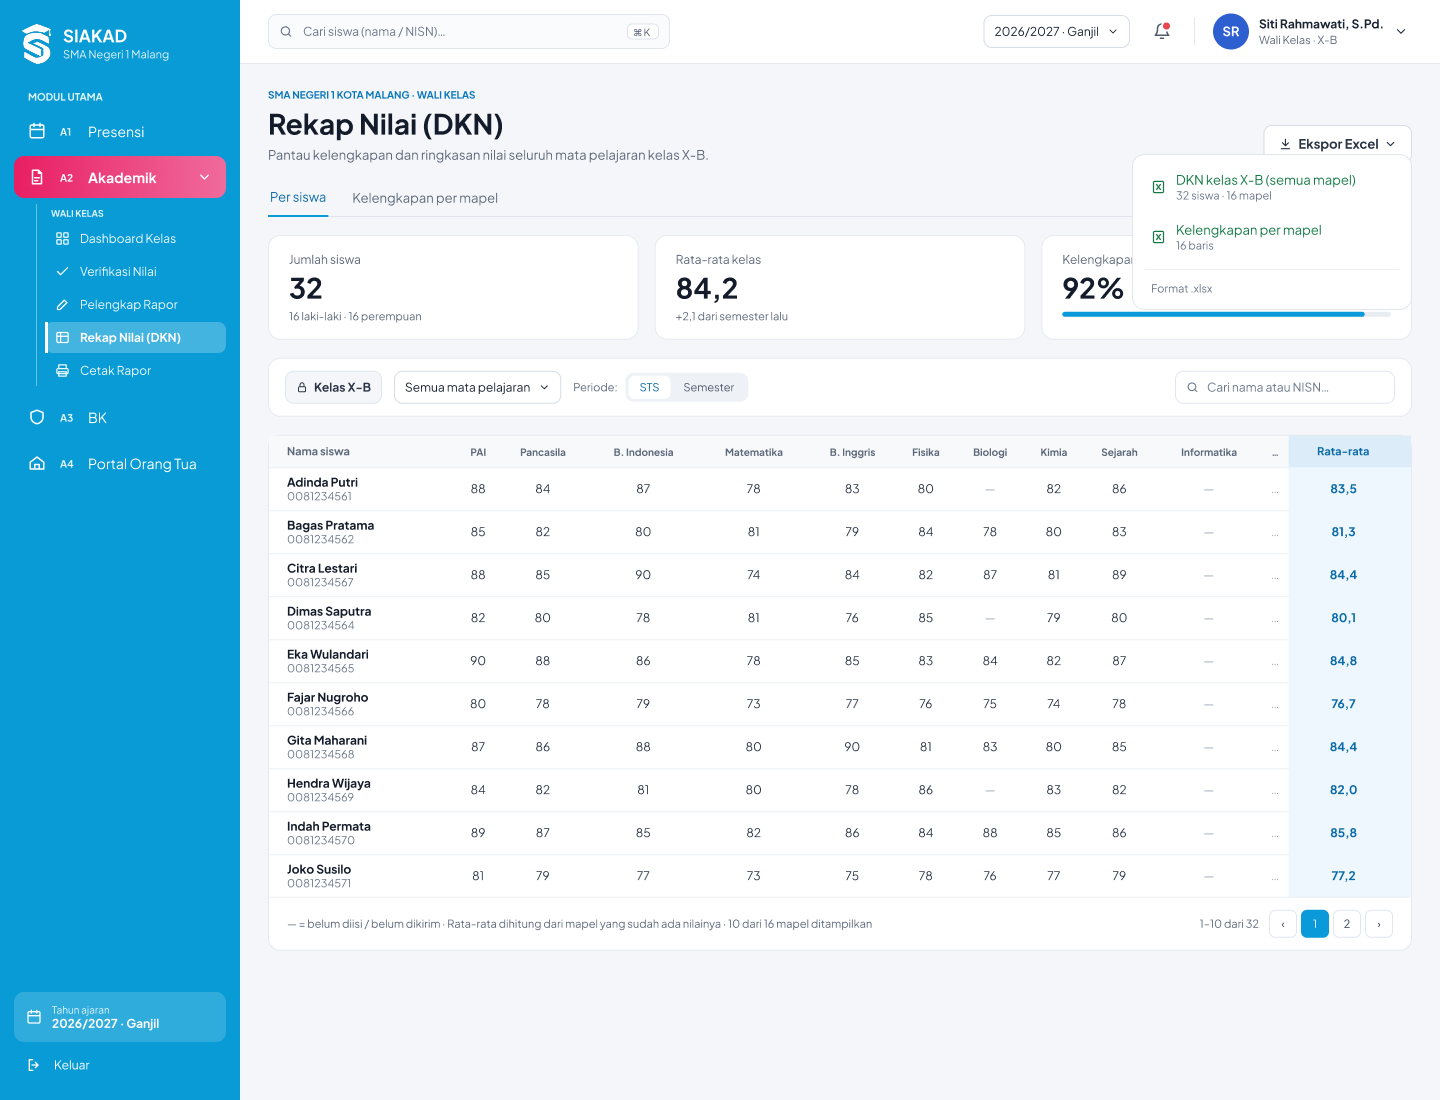 SIAKAD
SMA Negeri 1 Malang
MODUL UTAMA
A1 Presensi
A2 Akademik
WALI KELAS
Dashboard Kelas
Verifikasi Nilai
Pelengkap Rapor
Rekap Nilai (DKN)
Cetak Rapor
A3 BK
A4 Portal Orang Tua
Tahun ajaran
2026/2027 · Ganjil
Keluar
Cari siswa (nama / NISN)...
⌘K
2026/2027 · Ganjil
SR
Siti Rahmawati, S.Pd.
Wali Kelas · X-B
SMA NEGERI 1 KOTA MALANG · WALI KELAS
Rekap Nilai (DKN)
Pantau kelengkapan dan ringkasan nilai seluruh mata pelajaran kelas X-B.
Ekspor Excel
DKN kelas X-B (semua mapel)
32 siswa · 16 mapel
Kelengkapan per mapel
16 baris
Format .xlsx
Per siswa Kelengkapan per mapel
Jumlah siswa
32
16 laki-laki · 16 perempuan
Rata-rata kelas
84,2
+2,1 dari semester lalu
Kelengkapan
92%
Kelas X-B
Semua mata pelajaran
Periode: STS Semester
Cari nama atau NISN...
Nama siswa PAI Pancasila B. Indonesia Matematika B. Inggris Fisika Biologi Kimia Sejarah Informatika ... Rata-rata
Adinda Putri
0081234561
88 84 87 78 83 80 — 82 86 — ... 83,5
Bagas Pratama
0081234562
85 82 80 81 79 84 78 80 83 — ... 81,3
Citra Lestari
0081234567
88 85 90 74 84 82 87 81 89 — ... 84,4
Dimas Saputra
0081234564
82 80 78 81 76 85 — 79 80 — ... 80,1
Eka Wulandari
0081234565
90 88 86 78 85 83 84 82 87 — ... 84,8
Fajar Nugroho
0081234566
80 78 79 73 77 76 75 74 78 — ... 76,7
Gita Maharani
0081234568
87 86 88 80 90 81 83 80 85 — ... 84,4
Hendra Wijaya
0081234569
84 82 81 80 78 86 — 83 82 — ... 82,0
Indah Permata
0081234570
89 87 85 82 86 84 88 85 86 — ... 85,8
Joko Susilo
0081234571
81 79 77 73 75 78 76 77 79 — ... 77,2
— = belum diisi / belum dikirim · Rata-rata dihitung dari mapel yang sudah ada nilainya · 10 dari 16 mapel ditampilkan
1–10 dari 32 ‹ 1 2 ›